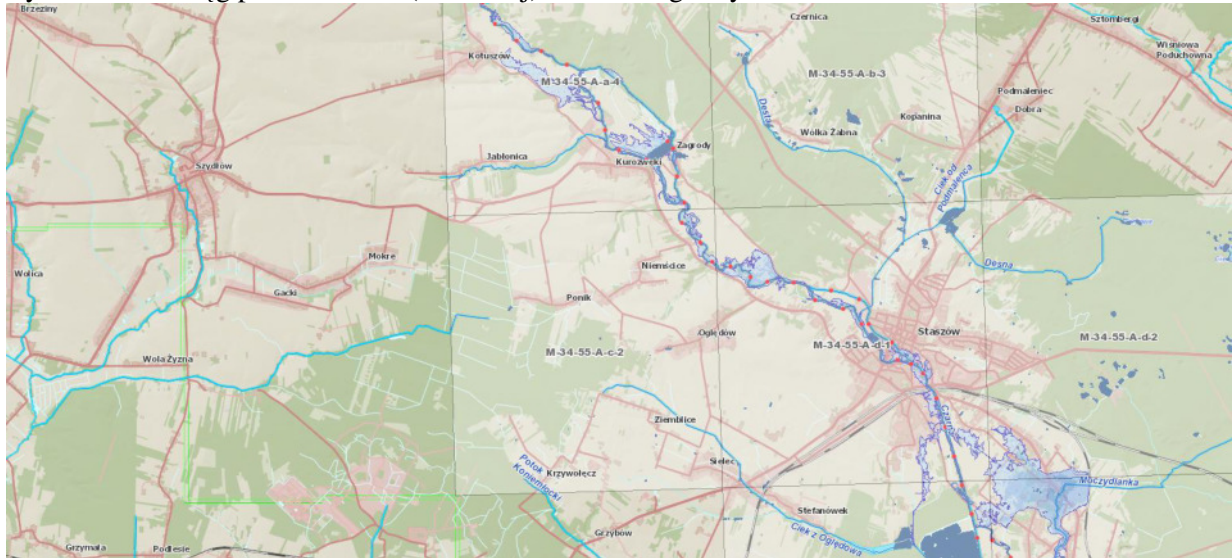 Brzeziny
Czernica
Sztombergi
Kotuszów
Wiśniowa
Poduchowna
M-34-55-A-a-4
M-34-55-A-b-3
Podmaleniec
Dobra
Desta
Kopanina
Wólka Żabna
Zagrody
Jabłonica
Kurozwęki
Szydłów
Ciek od
Podmaleńca
Mokre
Niemścice
Desna
Wolica
Gacki
Ponik
Oględów
Staszów
M-34-55-A-c-2
M-34-55-A-d-1
M-34-55-A-d-2
Wola Żyzna
Ziemblice
Czarna
Sielec
Potok
Koniemłocki
Krzywołęcz
Moczydlanka
Stefanówek
Grzybów
Ciek z Oględowa
Grzymała
Podlesie